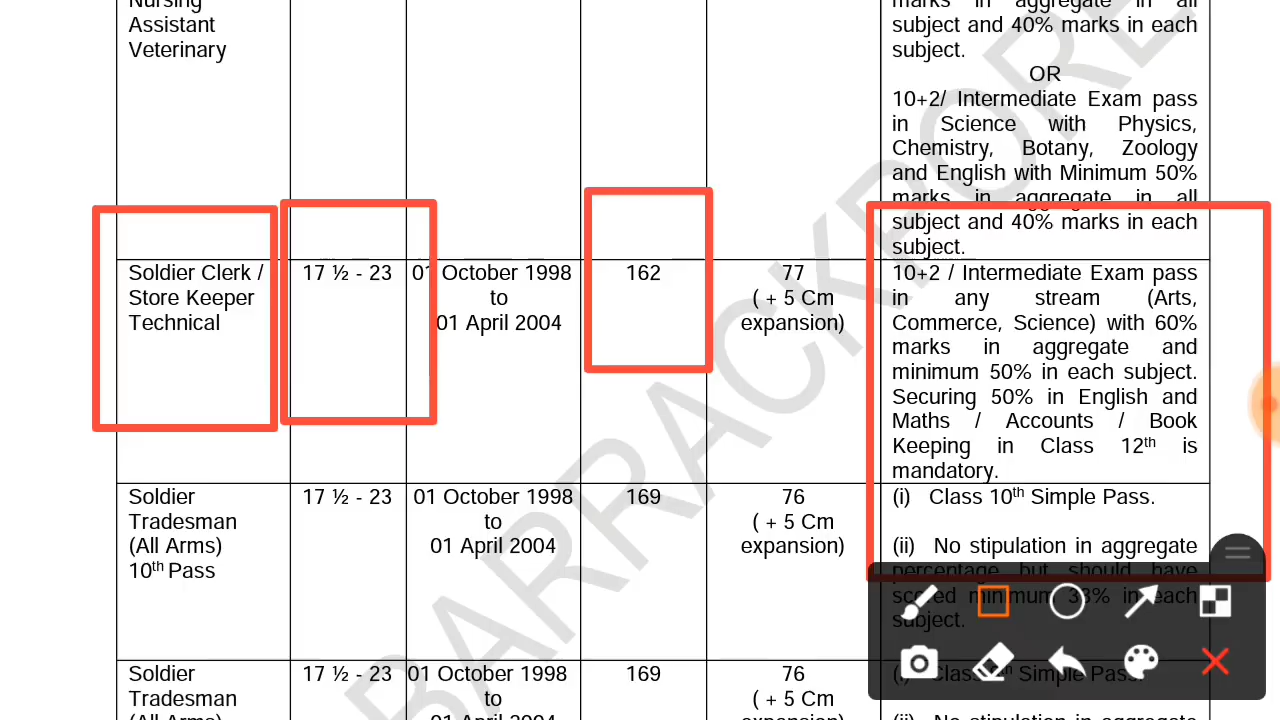 Nursing
Assistant
Veterinary
marks in aggregate in all
subject and 40% marks in each
subject.
OR
10+2/ Intermediate Exam pass
in Science with Physics,
Chemistry, Botany, Zoology
and English with Minimum 50%
marks in aggregate in all
subject and 40% marks in each
subject.
Soldier Clerk /
Store Keeper
Technical
17 ½ - 23
01 October 1998
to
01 April 2004
162
77
( + 5 Cm
expansion)
10+2 / Intermediate Exam pass
in any stream (Arts,
Commerce, Science) with 60%
marks in aggregate and
minimum 50% in each subject.
Securing 50% in English and
Maths / Accounts / Book
Keeping in Class 12th is
mandatory.
Soldier
Tradesman
(All Arms)
10th Pass
17 ½ - 23
01 October 1998
to
01 April 2004
169
76
( + 5 Cm
expansion)
(i) Class 10th Simple Pass.
(ii) No stipulation in aggregate
percentage but should have
scored minimum 33% in each
subject.
Soldier
Tradesman
(All Arms)
17 ½ - 23
01 October 1998
to
01 April 2004
169
76
( + 5 Cm
expansion)
(i) Class th Simple Pass.
(ii) No stipulation in aggregate
BARRACKPORE